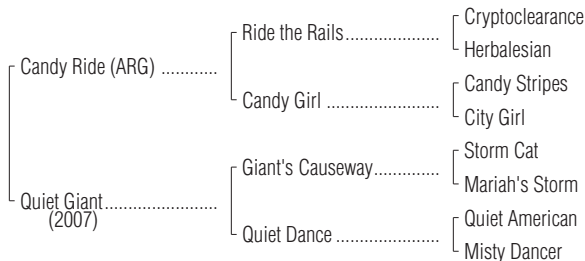 Cryptoclearance
Ride the Rails....................
Herbalesian
Candy Ride (ARG) ............
Candy Stripes
Candy Girl ........................
City Girl
Storm Cat
Giant's Causeway...............
Mariah's Storm
Quiet Giant........................
(2007)
Quiet American
Quiet Dance ......................
Misty Dancer